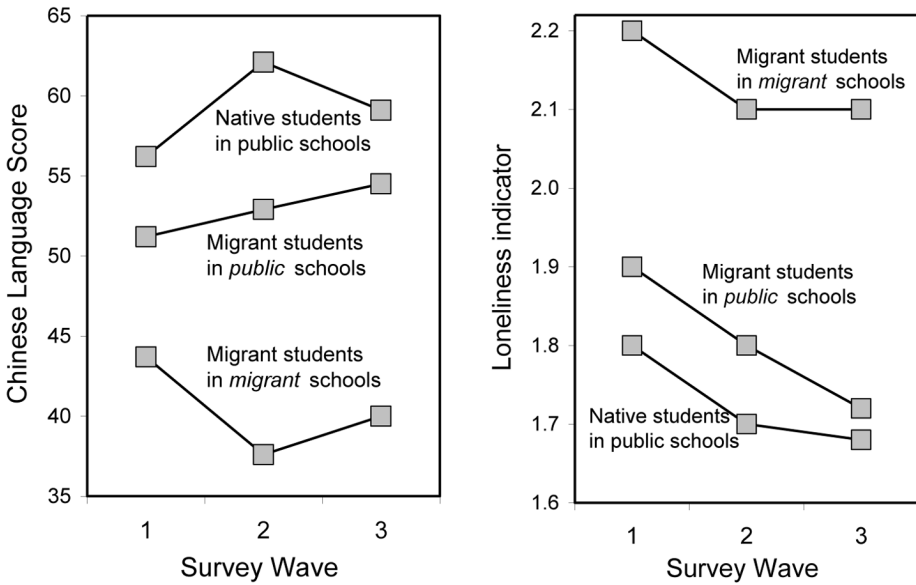 Chinese Language Score
65
60
55
50
45
40
35
Native students
in public schools
Migrant students
in public schools
Migrant students
in migrant schools
1
2
3
Survey Wave
Loneliness indicator
2.2
2.1
2.0
1.9
1.8
1.7
1.6
Migrant students
in migrant schools
Migrant students
in public schools
Native students
in public schools
1
2
3
Survey Wave